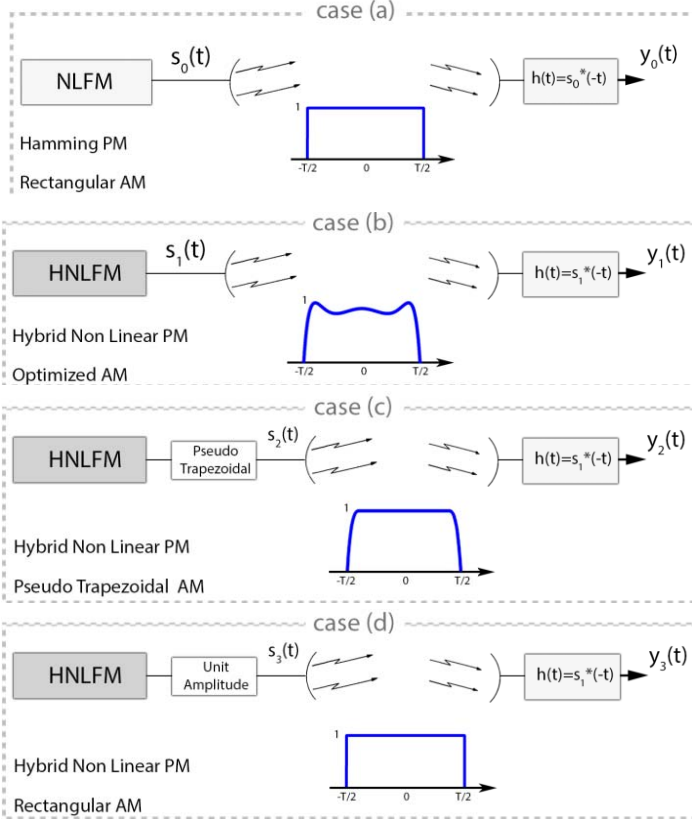 case (a)
NLFM
s₀(t)
h(t)=s₀*(-t)
y₀(t)
Hamming PM
Rectangular AM
1
-T/2 0 T/2
case (b)
HNLFM
s₁(t)
h(t)=s₁*(-t)
y₁(t)
Hybrid Non Linear PM
Optimized AM
1
-T/2 0 T/2
case (c)
HNLFM
Pseudo
Trapezoidal
s₂(t)
h(t)=s₁*(-t)
y₂(t)
Hybrid Non Linear PM
Pseudo Trapezoidal AM
1
-T/2 0 T/2
case (d)
HNLFM
Unit
Amplitude
s₃(t)
h(t)=s₁*(-t)
y₃(t)
Hybrid Non Linear PM
Rectangular AM
1
-T/2 0 T/2